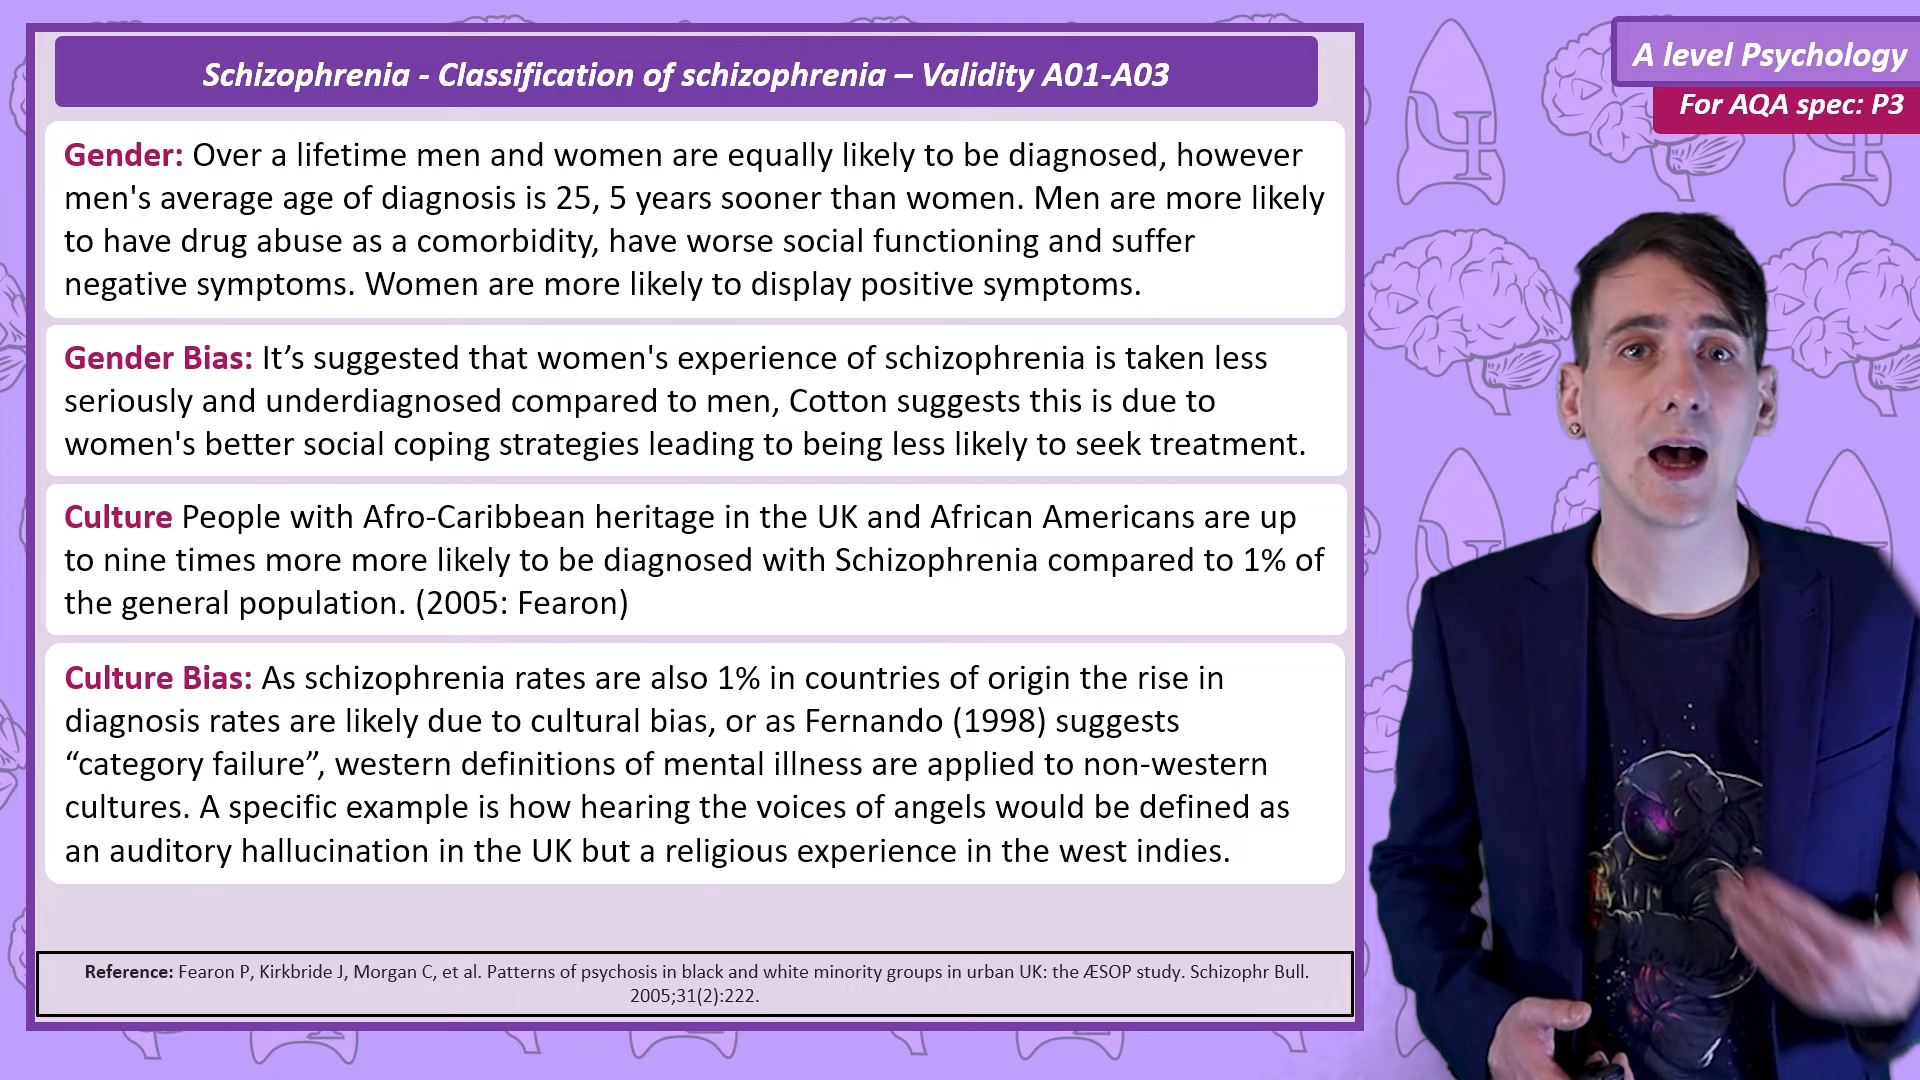 Schizophrenia - Classification of schizophrenia – Validity A01-A03
A level Psychology
For AQA spec: P3
Gender: Over a lifetime men and women are equally likely to be diagnosed, however
men's average age of diagnosis is 25, 5 years sooner than women. Men are more likely
to have drug abuse as a comorbidity, have worse social functioning and suffer
negative symptoms. Women are more likely to display positive symptoms.
Gender Bias: It’s suggested that women's experience of schizophrenia is taken less
seriously and underdiagnosed compared to men, Cotton suggests this is due to
women's better social coping strategies leading to being less likely to seek treatment.
Culture People with Afro-Caribbean heritage in the UK and African Americans are up
to nine times more more likely to be diagnosed with Schizophrenia compared to 1% of
the general population. (2005: Fearon)
Culture Bias: As schizophrenia rates are also 1% in countries of origin the rise in
diagnosis rates are likely due to cultural bias, or as Fernando (1998) suggests
“category failure”, western definitions of mental illness are applied to non-western
cultures. A specific example is how hearing the voices of angels would be defined as
an auditory hallucination in the UK but a religious experience in the west indies.
Reference: Fearon P, Kirkbride J, Morgan C, et al. Patterns of psychosis in black and white minority groups in urban UK: the ÆSOP study. Schizophr Bull.
2005;31(2):222.